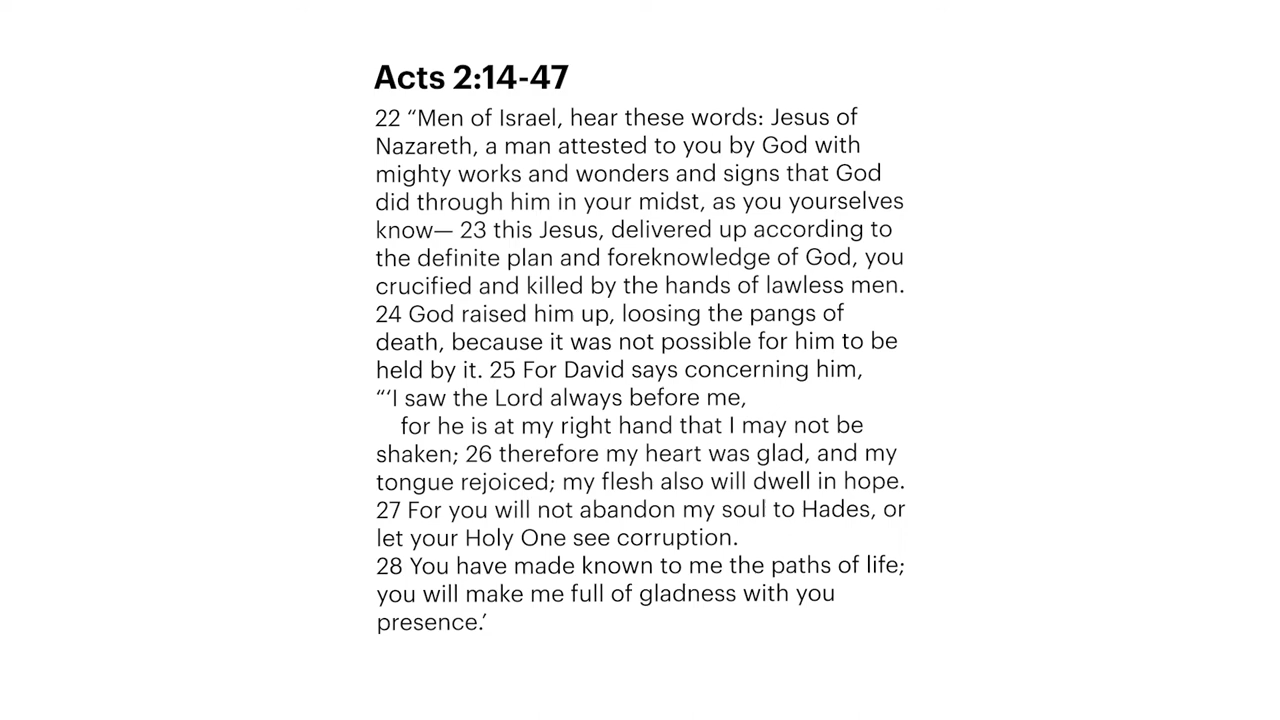 Acts 2:14-47
22 “Men of Israel, hear these words: Jesus of
Nazareth, a man attested to you by God with
mighty works and wonders and signs that God
did through him in your midst, as you yourselves
know— 23 this Jesus, delivered up according to
the definite plan and foreknowledge of God, you
crucified and killed by the hands of lawless men.
24 God raised him up, loosing the pangs of
death, because it was not possible for him to be
held by it. 25 For David says concerning him,
“‘I saw the Lord always before me,
for he is at my right hand that I may not be
shaken; 26 therefore my heart was glad, and my
tongue rejoiced; my flesh also will dwell in hope.
27 For you will not abandon my soul to Hades, or
let your Holy One see corruption.
28 You have made known to me the paths of life;
you will make me full of gladness with you
presence.’